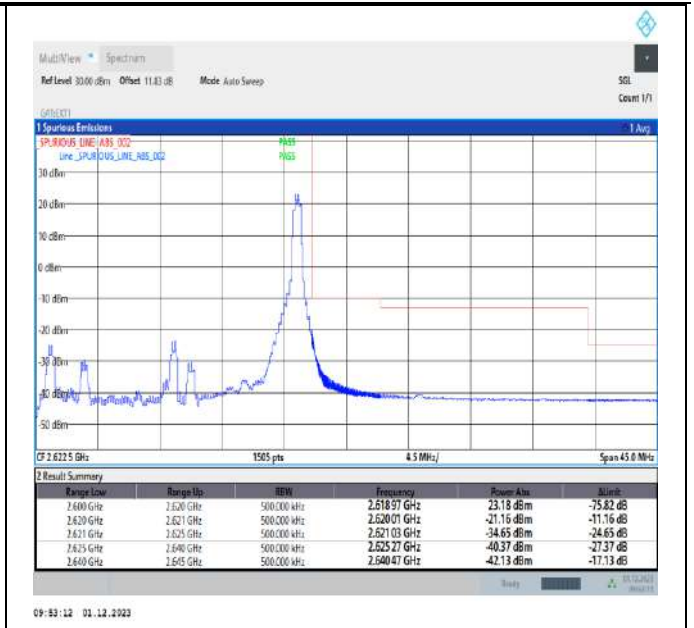 MultiView Spectrum
Ref Level 30.00 dBm Offset 11.83 dB Mode Auto Sweep SGL
Count 1/1
1 Spurious Emissions 1 Avg
_SPURIOUS_LINE_ABS_002 PASS
Line _SPURIOUS_LINE_ABS_002 PASS
30 dBm
20 dBm
10 dBm
0 dBm
-10 dBm
-20 dBm
-30 dBm
-40 dBm
-50 dBm
CF 2.6225 GHz 1505 pts 4.5 MHz/ Span 45.0 MHz
2 Result Summary
Range Low Range Up RBW Frequency Power Abs ΔLimit
2.600 GHz 2.620 GHz 500.000 kHz 2.61897 GHz 23.18 dBm -75.82 dB
2.620 GHz 2.621 GHz 500.000 kHz 2.62001 GHz -21.16 dBm -11.16 dB
2.621 GHz 2.625 GHz 500.000 kHz 2.62103 GHz -34.65 dBm -24.65 dB
2.625 GHz 2.640 GHz 500.000 kHz 2.62527 GHz -40.37 dBm -27.37 dB
2.640 GHz 2.645 GHz 500.000 kHz 2.64047 GHz -42.13 dBm -17.13 dB
Ready
09:53:12 01.12.2023